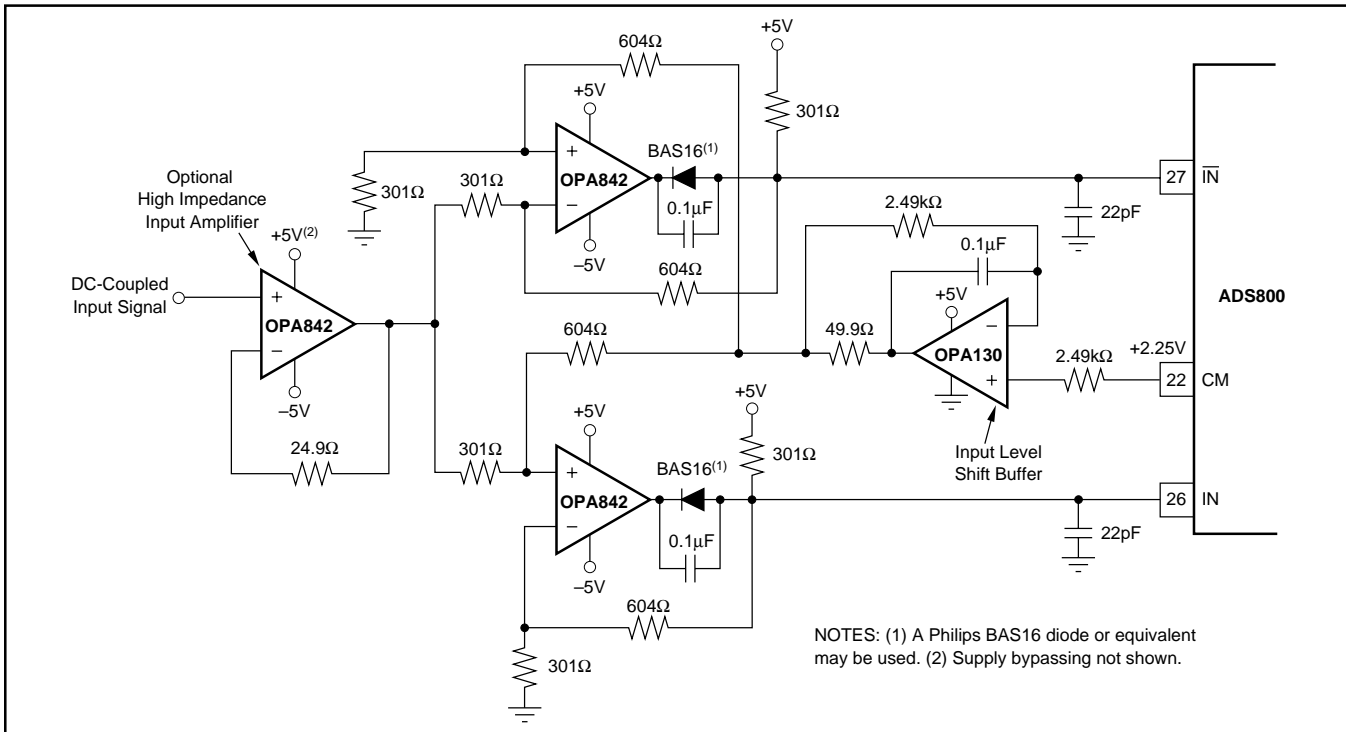 +5V
604Ω
+5V
301Ω
BAS16(1)
+
OPA842
−
Optional
High Impedance
Input Amplifier
301Ω
301Ω
0.1µF
−5V
27
IN
2.49kΩ
22pF
+5V(2)
604Ω
0.1µF
DC-Coupled
Input Signal
+
OPA842
−
+5V
ADS800
604Ω
49.9Ω
−
OPA130
+
+2.25V
2.49kΩ
22
CM
−5V
+5V
+5V
24.9Ω
301Ω
301Ω
Input Level
Shift Buffer
BAS16(1)
+
OPA842
−
26
IN
0.1µF
22pF
−5V
604Ω
301Ω
NOTES: (1) A Philips BAS16 diode or equivalent
may be used. (2) Supply bypassing not shown.